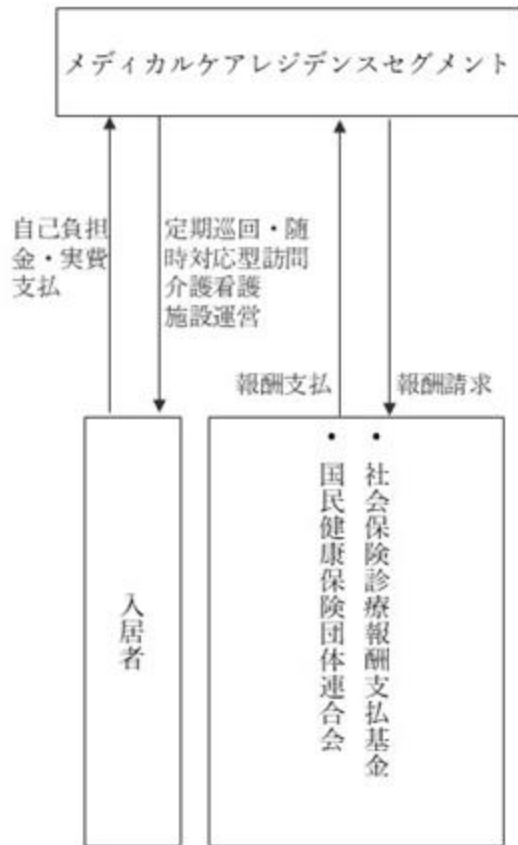 メディカルケアレジデンスセグメント
自己負担
金・実費
支払
定期巡回・随
時対応型訪問
介護看護
施設運営
報酬支払
報酬請求
入居者
・社会保険診療報酬支払基金
・国民健康保険団体連合会